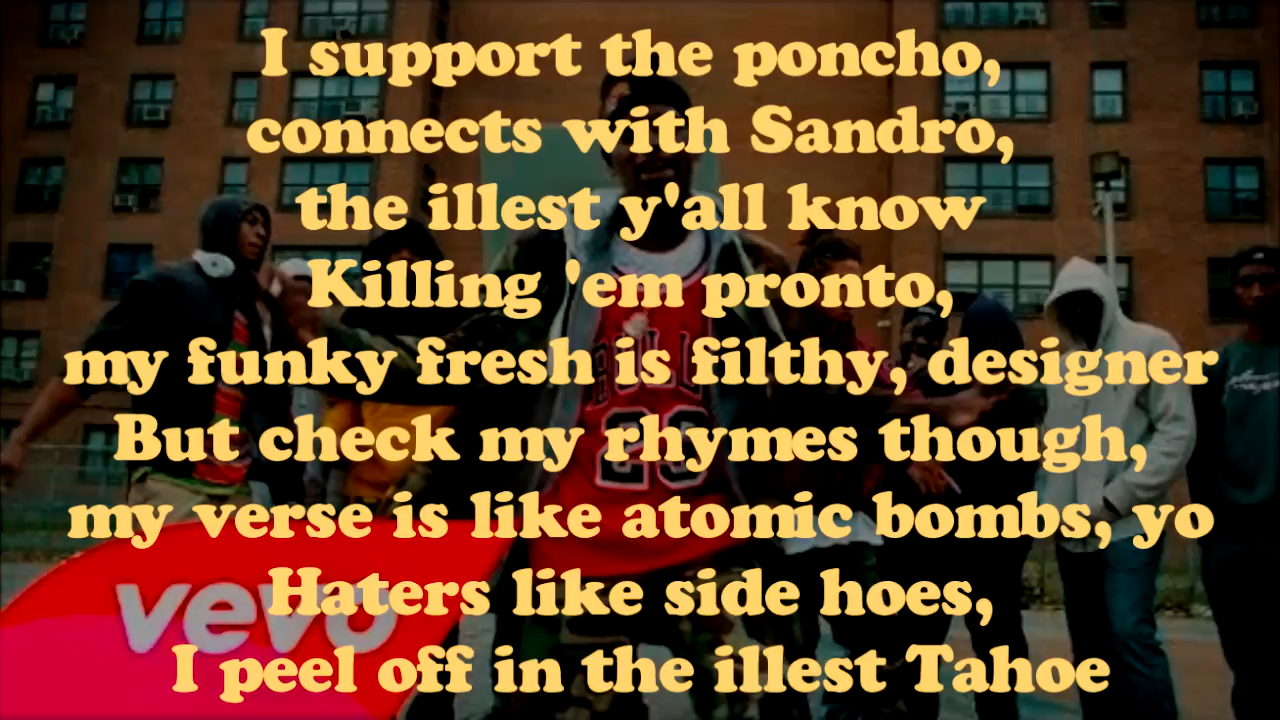 I support the poncho,
connects with Sandro,
the illest y'all know
Killing 'em pronto,
my funky fresh is filthy, designer
But check my rhymes though,
my verse is like atomic bombs, yo
Haters like side hoes,
I peel off in the illest Tahoe
vevo
BULLS
23